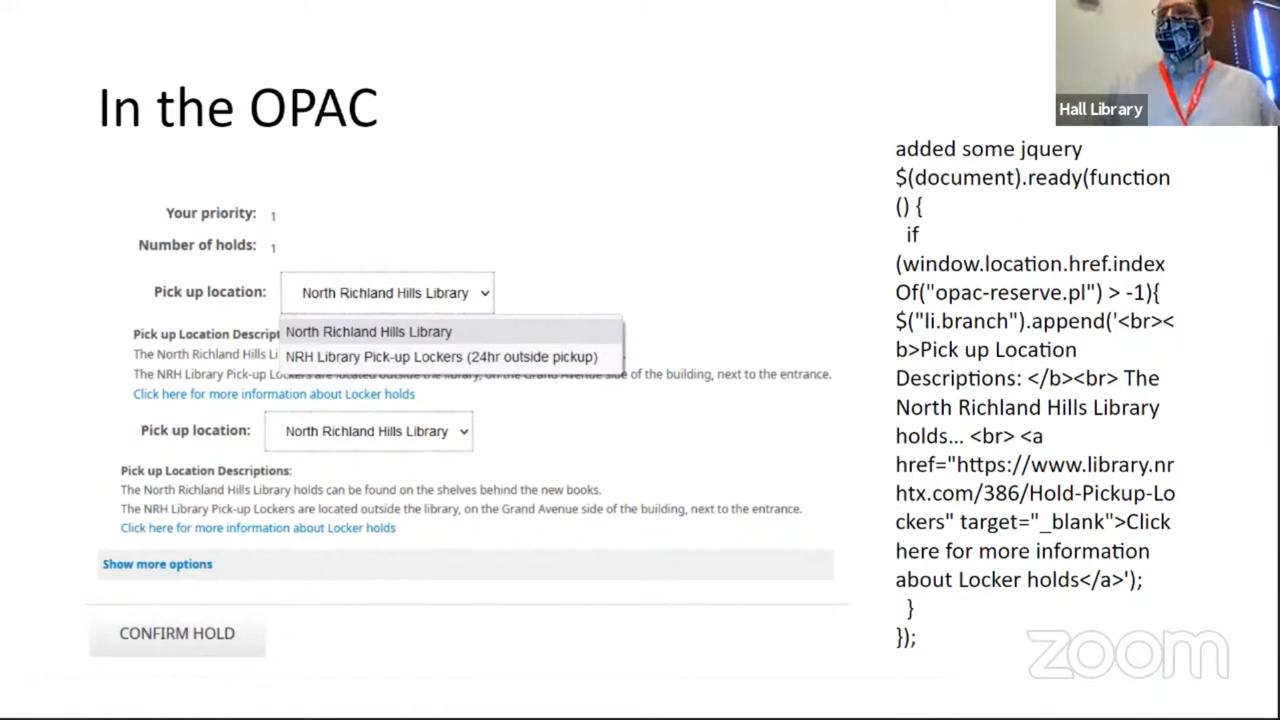 In the OPAC
Hall Library
Your priority: 1
Number of holds: 1
Pick up location: North Richland Hills Library
North Richland Hills Library
NRH Library Pick-up Lockers (24hr outside pickup)
Pick up Location Descript
The North Richland Hills Li
The NRH Library Pick-up Lockers are located outside the library, on the Grand Avenue side of the building, next to the entrance.
Click here for more information about Locker holds
Pick up location: North Richland Hills Library
Pick up Location Descriptions:
The North Richland Hills Library holds can be found on the shelves behind the new books.
The NRH Library Pick-up Lockers are located outside the library, on the Grand Avenue side of the building, next to the entrance.
Click here for more information about Locker holds
Show more options
CONFIRM HOLD
added some jquery
$(document).ready(function
() {
if
(window.location.href.index
Of("opac-reserve.pl") > -1){
$("li.branch").append('<br><
b>Pick up Location
Descriptions: </b><br> The
North Richland Hills Library
holds... <br> <a
href="https://www.library.nr
htx.com/386/Hold-Pickup-Lo
ckers" target="_blank">Click
here for more information
about Locker holds</a>');
}
});
zoom